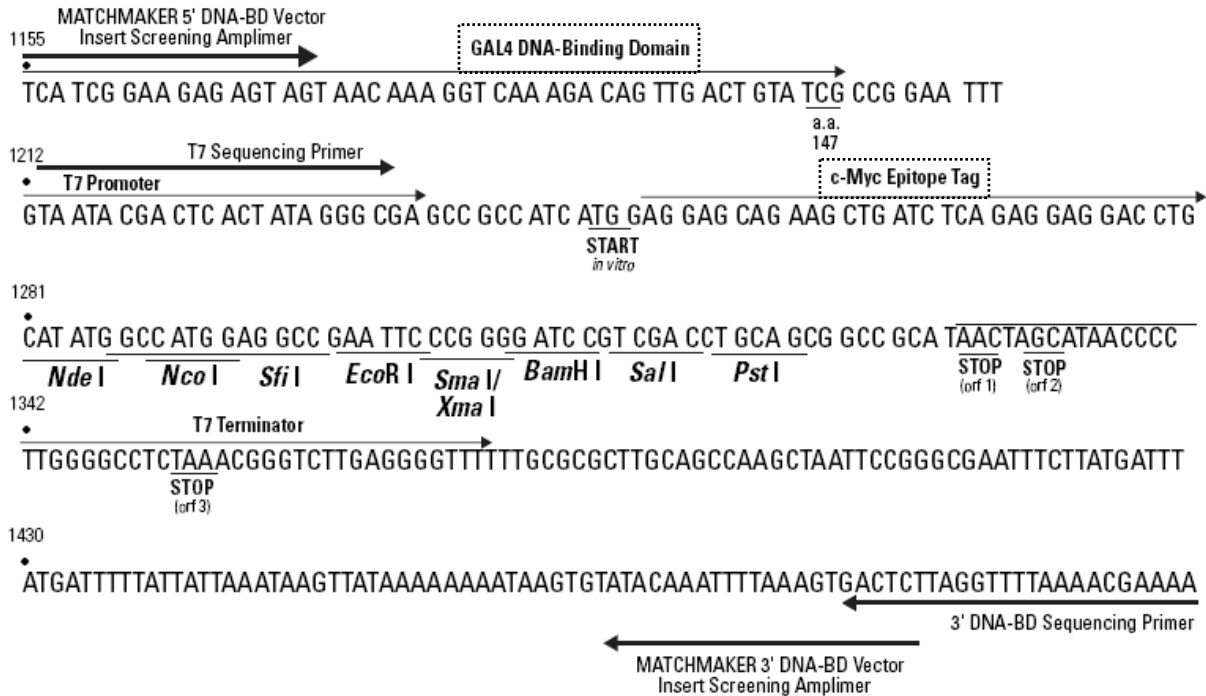 MATCHMAKER 5' DNA-BD Vector
Insert Screening Amplimer
1155
GAL4 DNA-Binding Domain
TCA TCG GAA GAG AGT AGT AAC AAA GGT CAA AGA CAG TTG ACT GTA TCG CCG GAA TTT
a.a.
147
1212
T7 Sequencing Primer
T7 Promoter
c-Myc Epitope Tag
GTA ATA CGA CTC ACT ATA GGG CGA GCC GCC ATC ATG GAG GAG CAG AAG CTG ATC TCA GAG GAG GAC CTG
START
in vitro
1281
CAT ATG GCC ATG GAG GCC GAA TTC CCG GGG ATC CGT CGA CCT GCA GCG GCC GCA TAACTAGCATAACCCC
Nde I Nco I Sfi I EcoR I Sma I/ BamH I Sal I Pst I STOP STOP
Xma I (orf 1) (orf 2)
1342
T7 Terminator
TTGGGGCCTCTAAACGGGTCTTGAGGGGTTTTTTGCGCGCTTGCAGCCAAGCTAATTCCGGGCGAATTTCTTATGATTT
STOP
(orf 3)
1430
ATGATTTTTATTATTAAATAAGTTATAAAAAAAATAAGTGTATACAAATTTTAAAGTGACTCTTAGGTTTTAAAACGAAAA
3' DNA-BD Sequencing Primer
MATCHMAKER 3' DNA-BD Vector
Insert Screening Amplimer